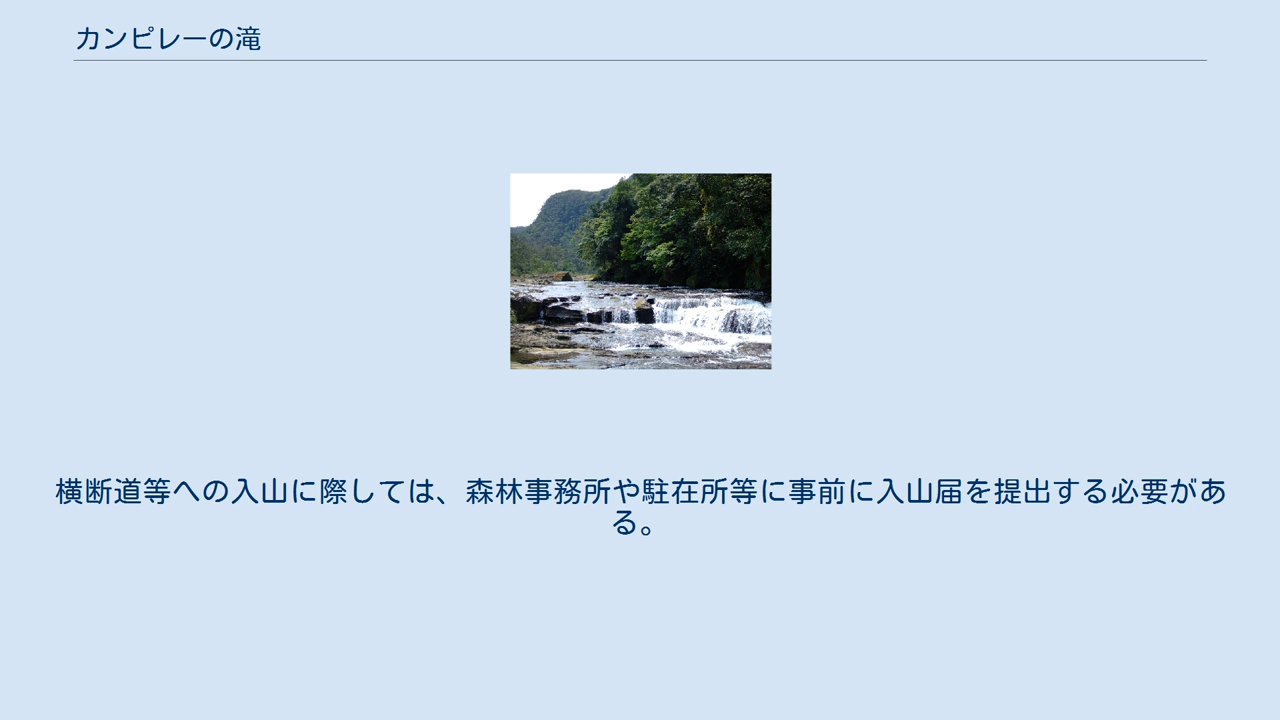 カンピレーの滝
横断道等への入山に際しては、森林事務所や駐在所等に事前に入山届を提出する必要があ
る。